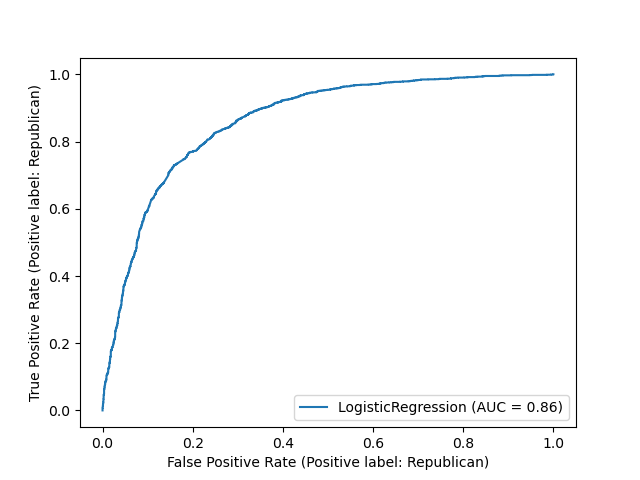 True Positive Rate (Positive label: Republican)
1.0
0.8
0.6
0.4
0.2
0.0
LogisticRegression (AUC = 0.86)
0.0 0.2 0.4 0.6 0.8 1.0
False Positive Rate (Positive label: Republican)